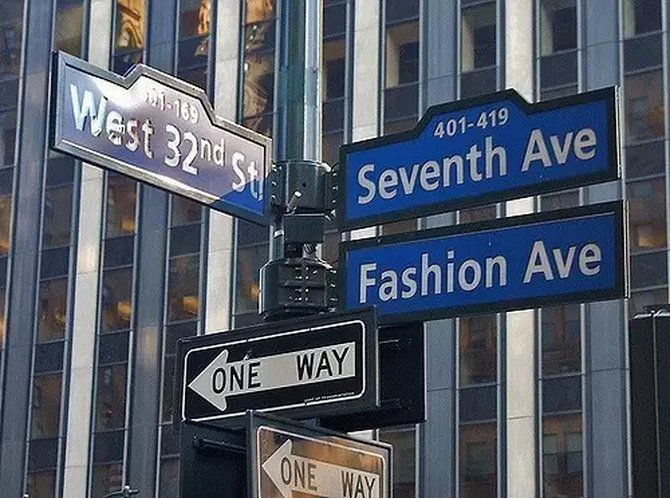 101-169
West 32nd St
401-419
Seventh Ave
Fashion Ave
ONE WAY
ONE WAY